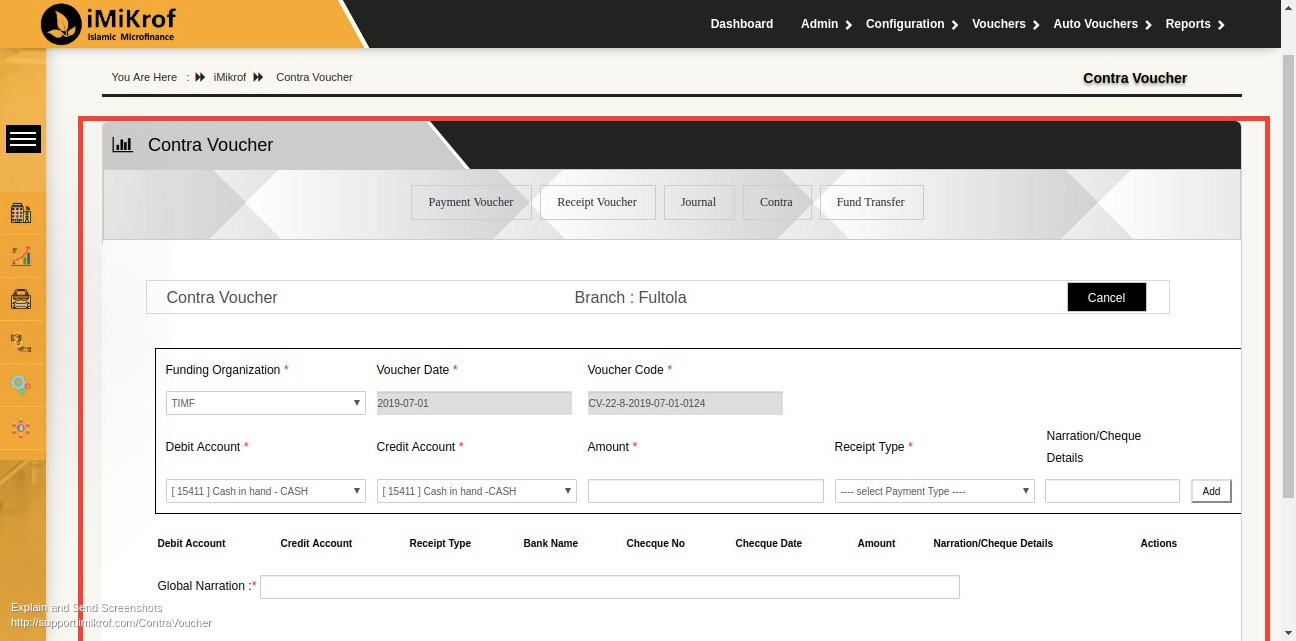 iMiKrof
Islamic Microfinance
Dashboard Admin Configuration Vouchers Auto Vouchers Reports
You Are Here : iMikrof Contra Voucher
Contra Voucher
Contra Voucher
Payment Voucher Receipt Voucher Journal Contra Fund Transfer
Contra Voucher Branch : Fultola Cancel
Funding Organization * Voucher Date * Voucher Code *
TIMF 2019-07-01 CV-22-8-2019-07-01-0124
Debit Account * Credit Account * Amount * Receipt Type * Narration/Cheque
Details
[ 15411 ] Cash in hand - CASH [ 15411 ] Cash in hand -CASH ---- select Payment Type ---- Add
Debit Account Credit Account Receipt Type Bank Name Checque No Checque Date Amount Narration/Cheque Details Actions
Global Narration :*
Explain and Send Screenshots
http://support.imikrof.com/ContraVoucher